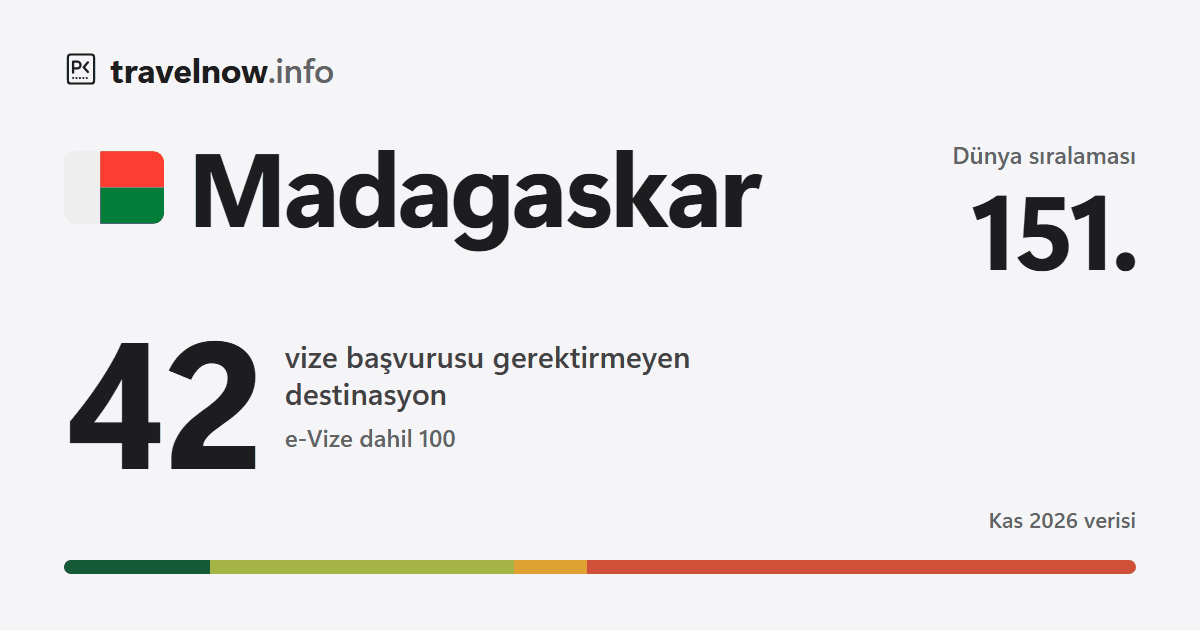 travelnow.info
Madagaskar
Dünya sıralaması
151.
42
vize başvurusu gerektirmeyen
destinasyon
e-Vize dahil 100
Kas 2026 verisi